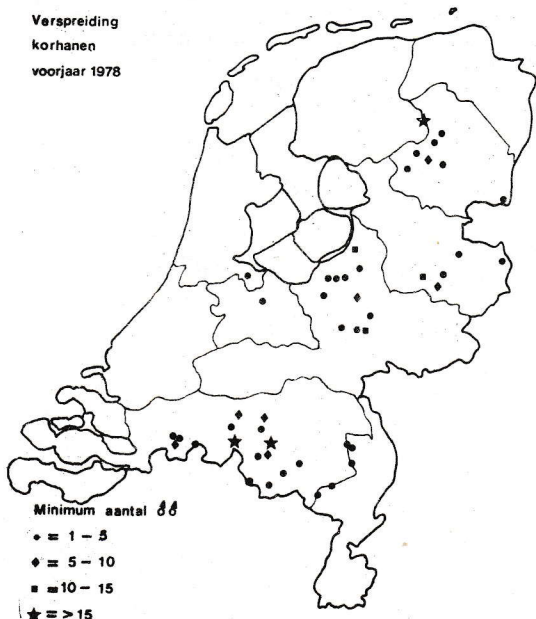 Verspreiding
korhanen
voorjaar 1978
Minimum aantal ♂♂
● = 1 – 5
◆ = 5 – 10
■ = 10 – 15
★ = > 15